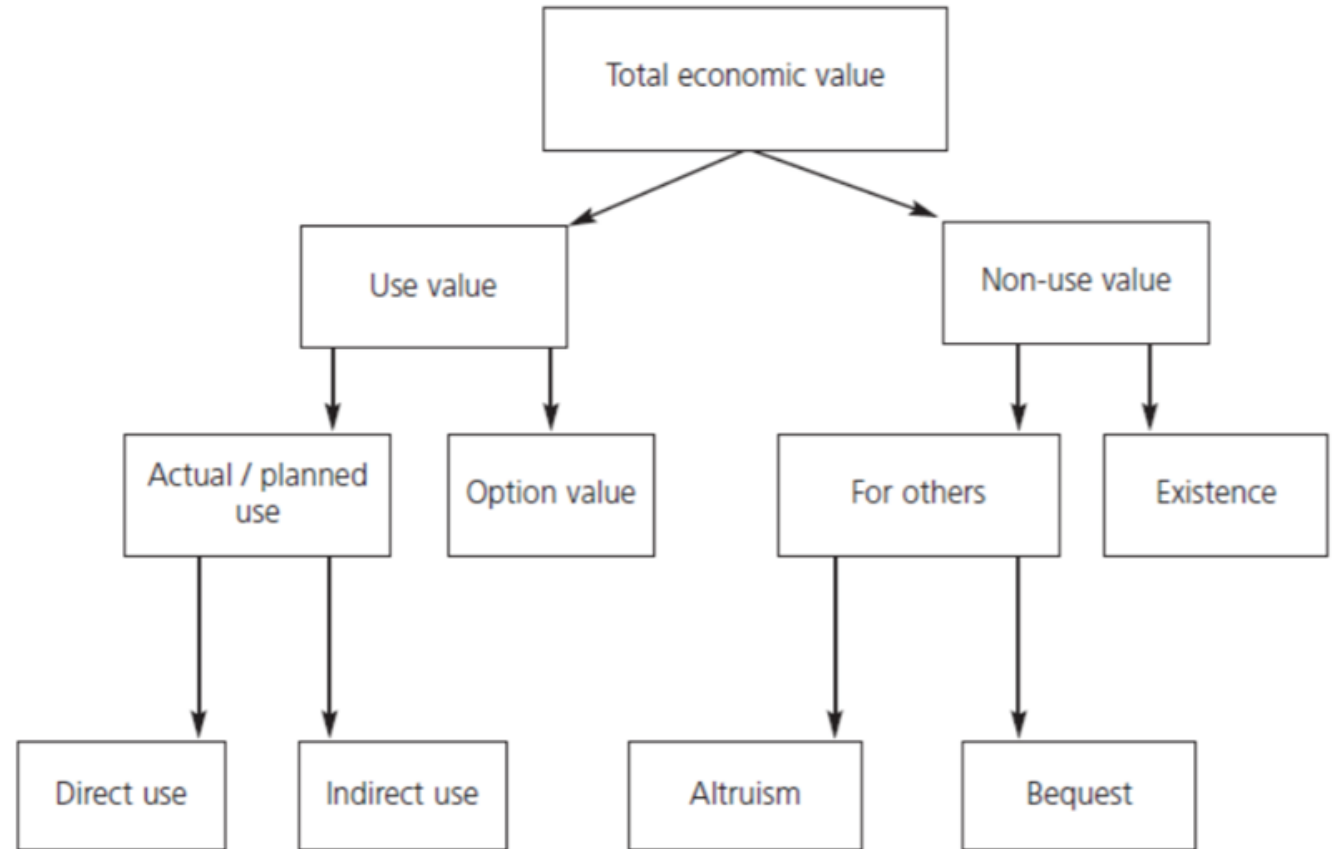 Total economic value
Use value
Non-use value
Actual / planned
use
Option value
For others
Existence
Direct use
Indirect use
Altruism
Bequest